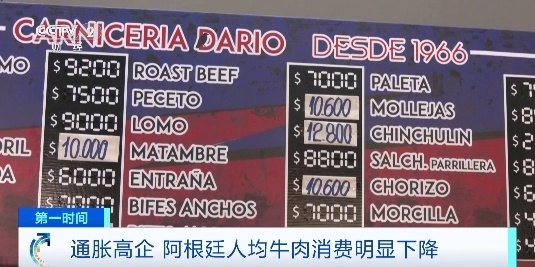 CCTV 2
财经
CARNICERIA DARIO DESDE 1966
$9200 ROAST BEEF
$7500 PECETO
$9000 LOMO
$10.000 MATAMBRE
$6000 ENTRAÑA
BIFES ANCHOS
$7000 PALETA
$10.600 MOLLEJAS
$12.800 CHINCHULIN
$8800 SALCH. PARRILLERA
$10.600 CHORIZO
$7000 MORCILLA
第一时间
通胀高企 阿根廷人均牛肉消费明显下降